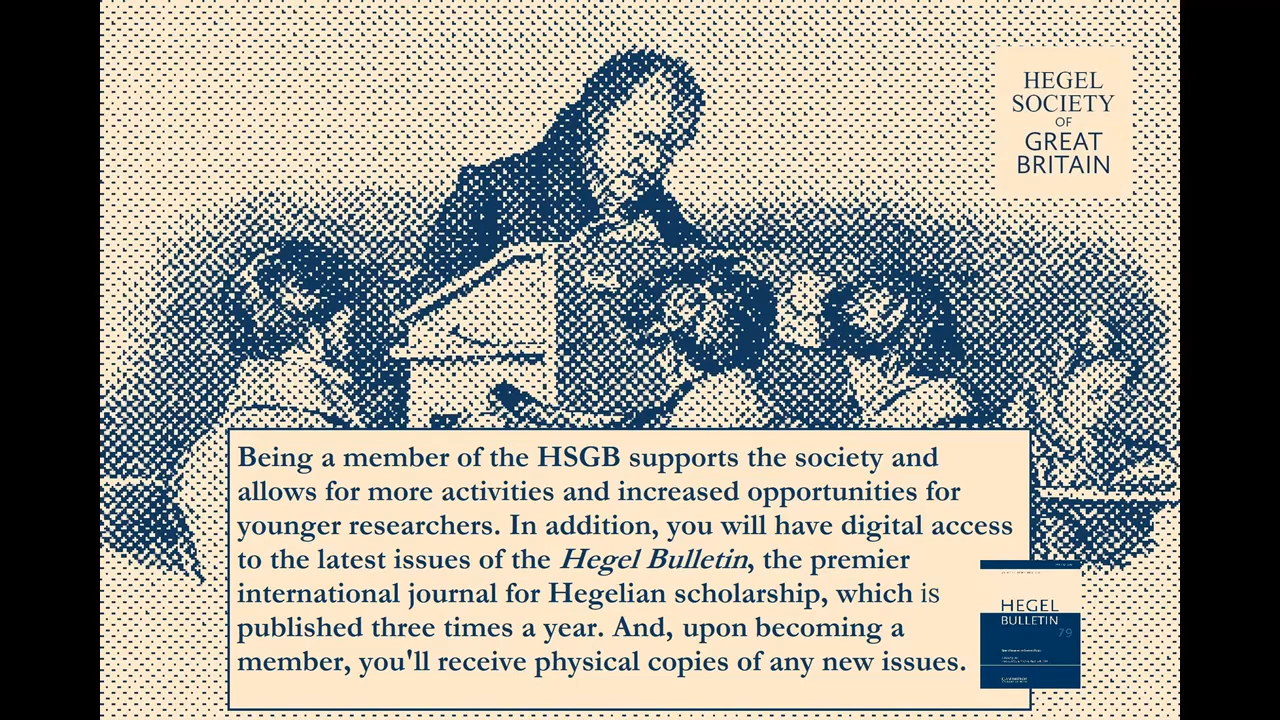 HEGEL
SOCIETY
OF
GREAT
BRITAIN
Being a member of the HSGB supports the society and
allows for more activities and increased opportunities for
younger researchers. In addition, you will have digital access
to the latest issues of the Hegel Bulletin, the premier
international journal for Hegelian scholarship, which is
published three times a year. And, upon becoming a
member, you'll receive physical copies of any new issues.
HEGEL
BULLETIN
79